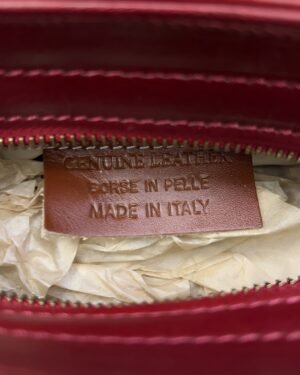 GENUINE LEATHER
BORSE IN PELLE
MADE IN ITALY